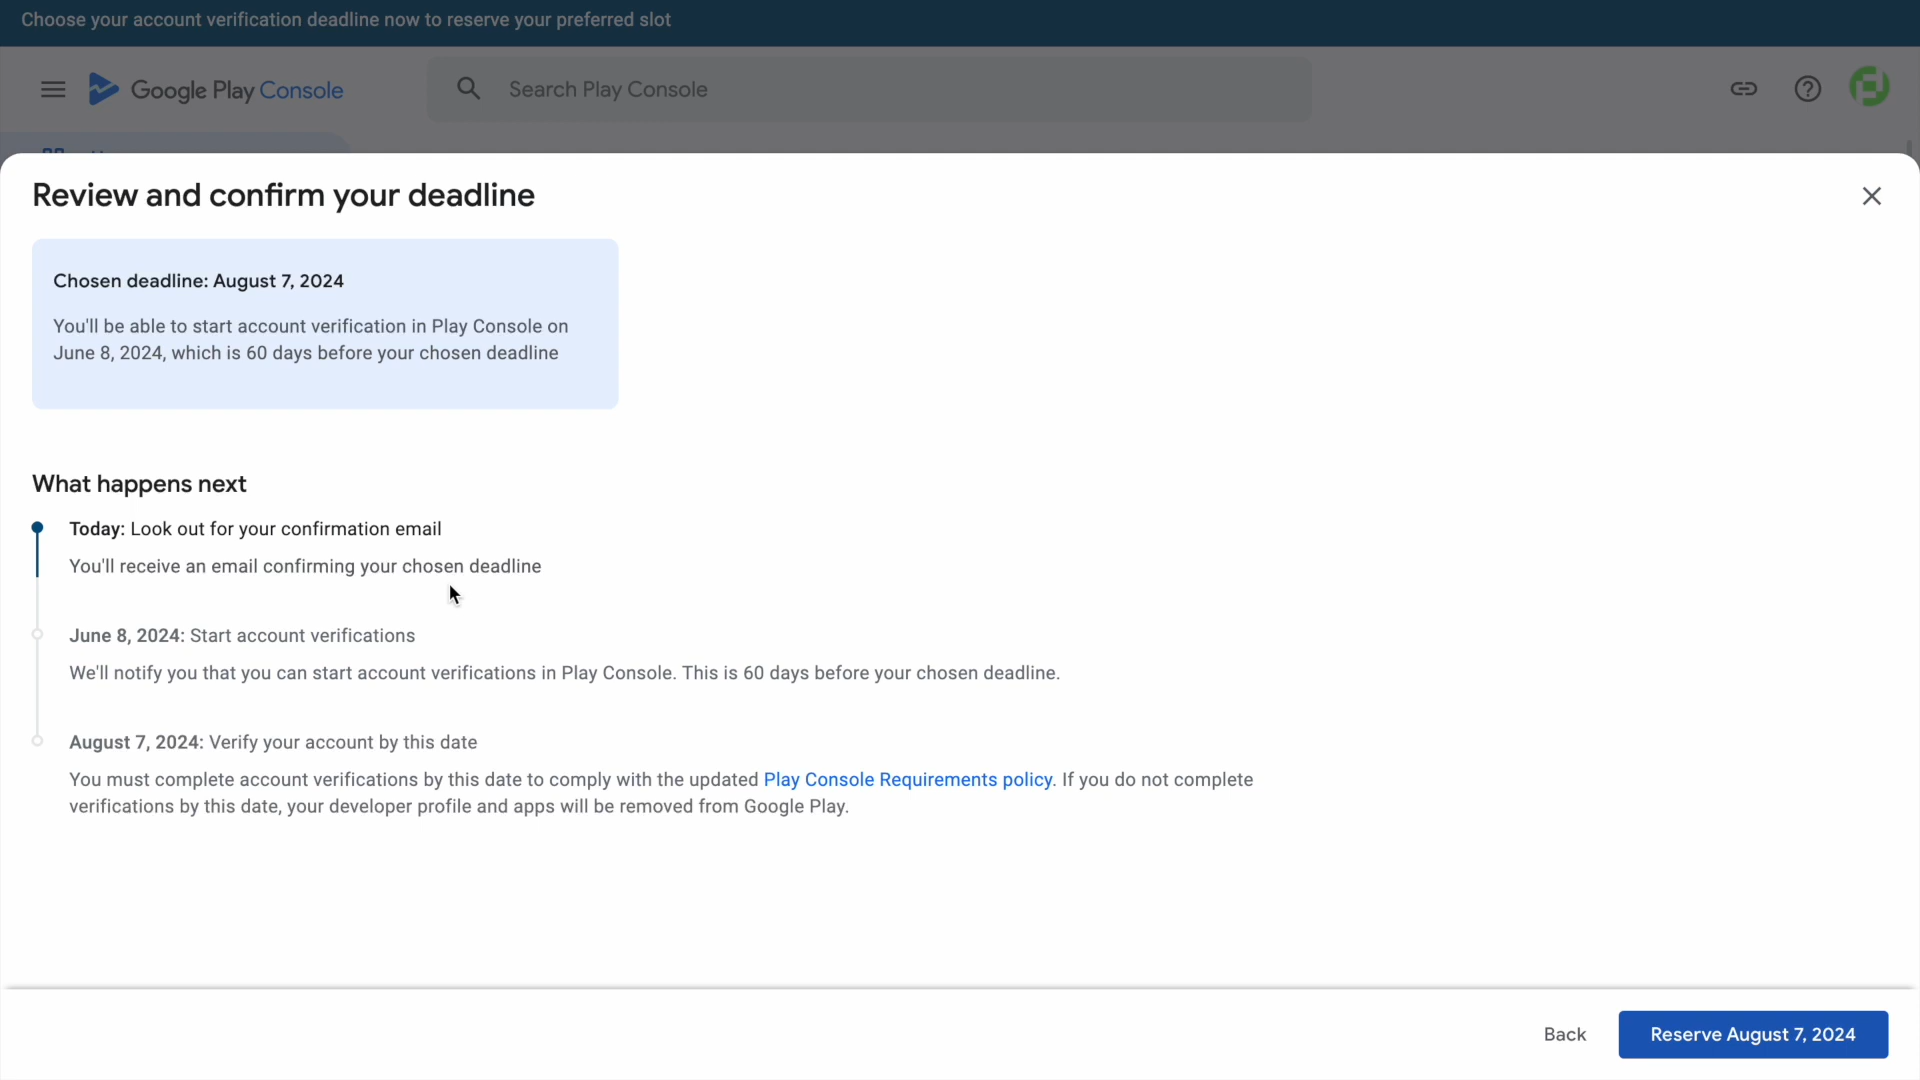 Choose your account verification deadline now to reserve your preferred slot
Google Play Console
Search Play Console
Review and confirm your deadline
Chosen deadline: August 7, 2024
You'll be able to start account verification in Play Console on
June 8, 2024, which is 60 days before your chosen deadline
What happens next
Today: Look out for your confirmation email
You'll receive an email confirming your chosen deadline
June 8, 2024: Start account verifications
We'll notify you that you can start account verifications in Play Console. This is 60 days before your chosen deadline.
August 7, 2024: Verify your account by this date
You must complete account verifications by this date to comply with the updated Play Console Requirements policy. If you do not complete
verifications by this date, your developer profile and apps will be removed from Google Play.
Back
Reserve August 7, 2024